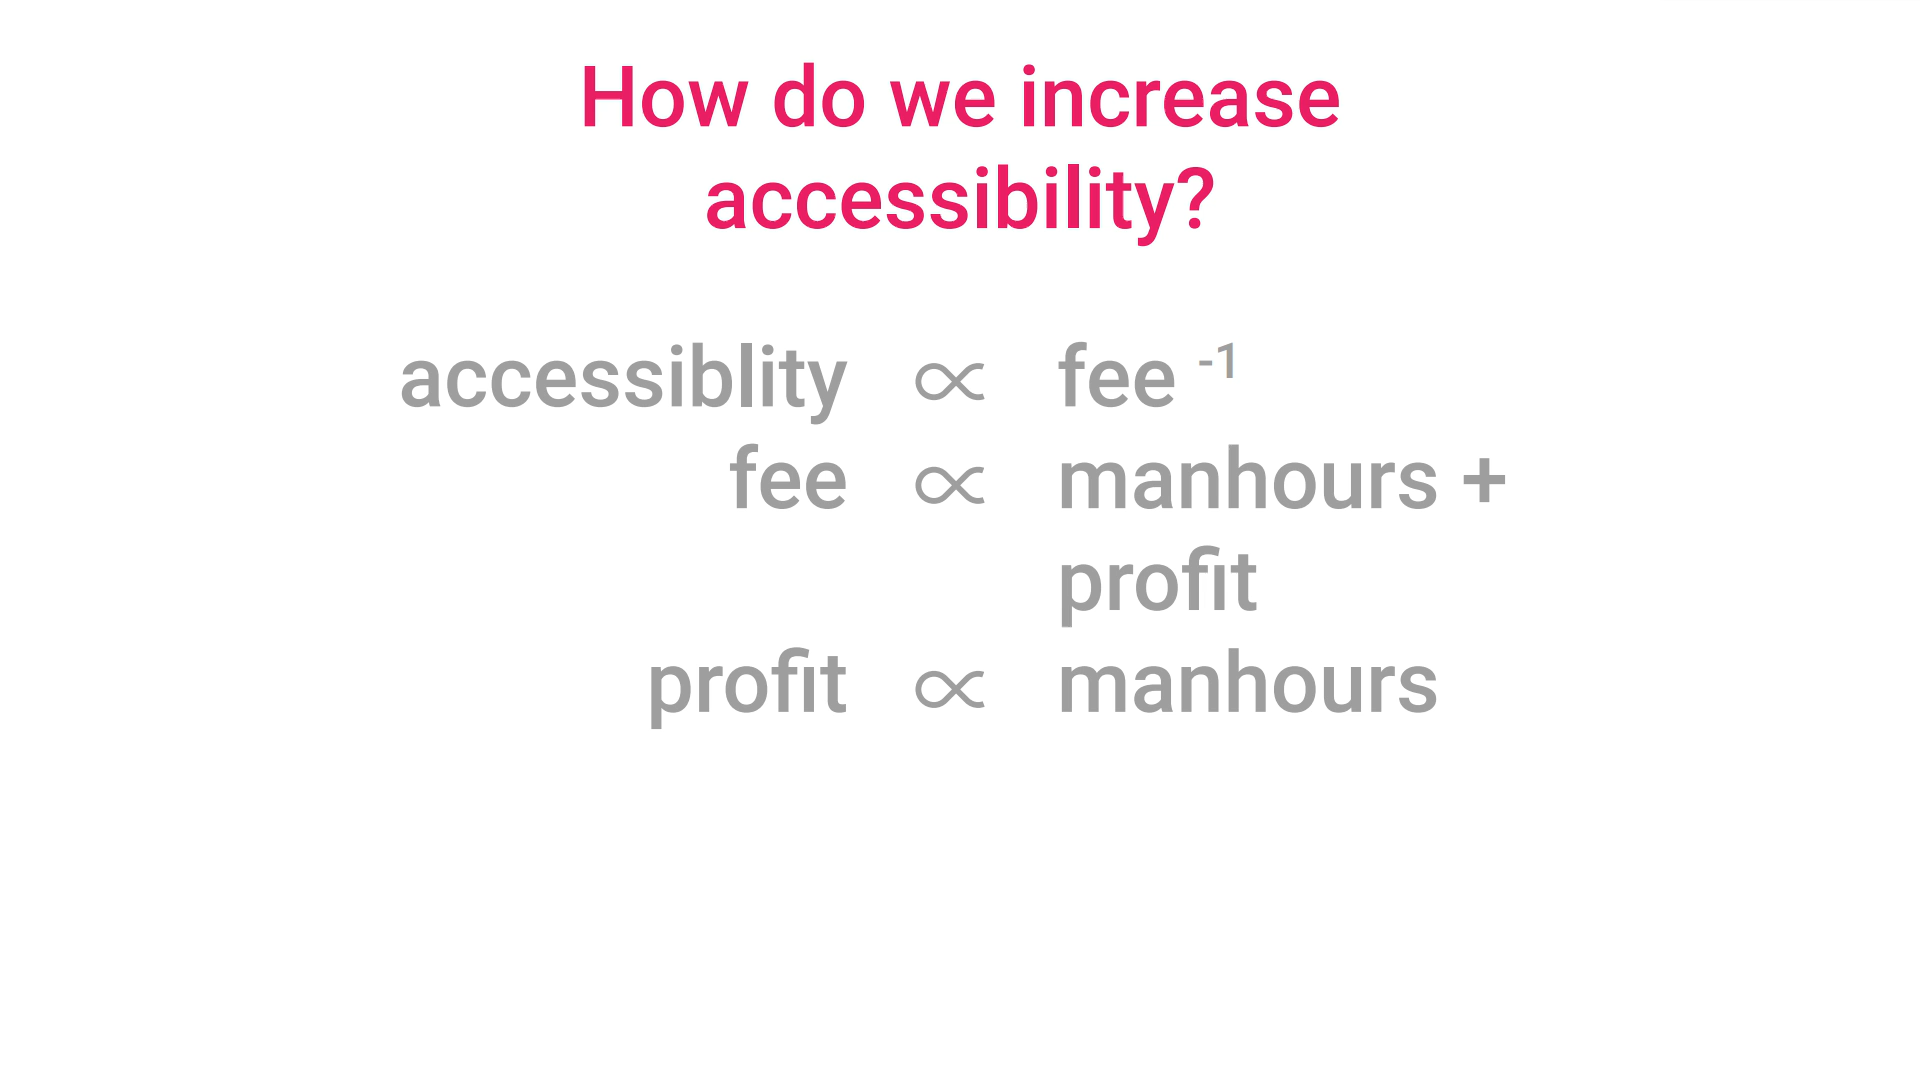 How do we increase
accessibility?
accessiblity ∝ fee ⁻¹
fee ∝ manhours +
profit
profit ∝ manhours